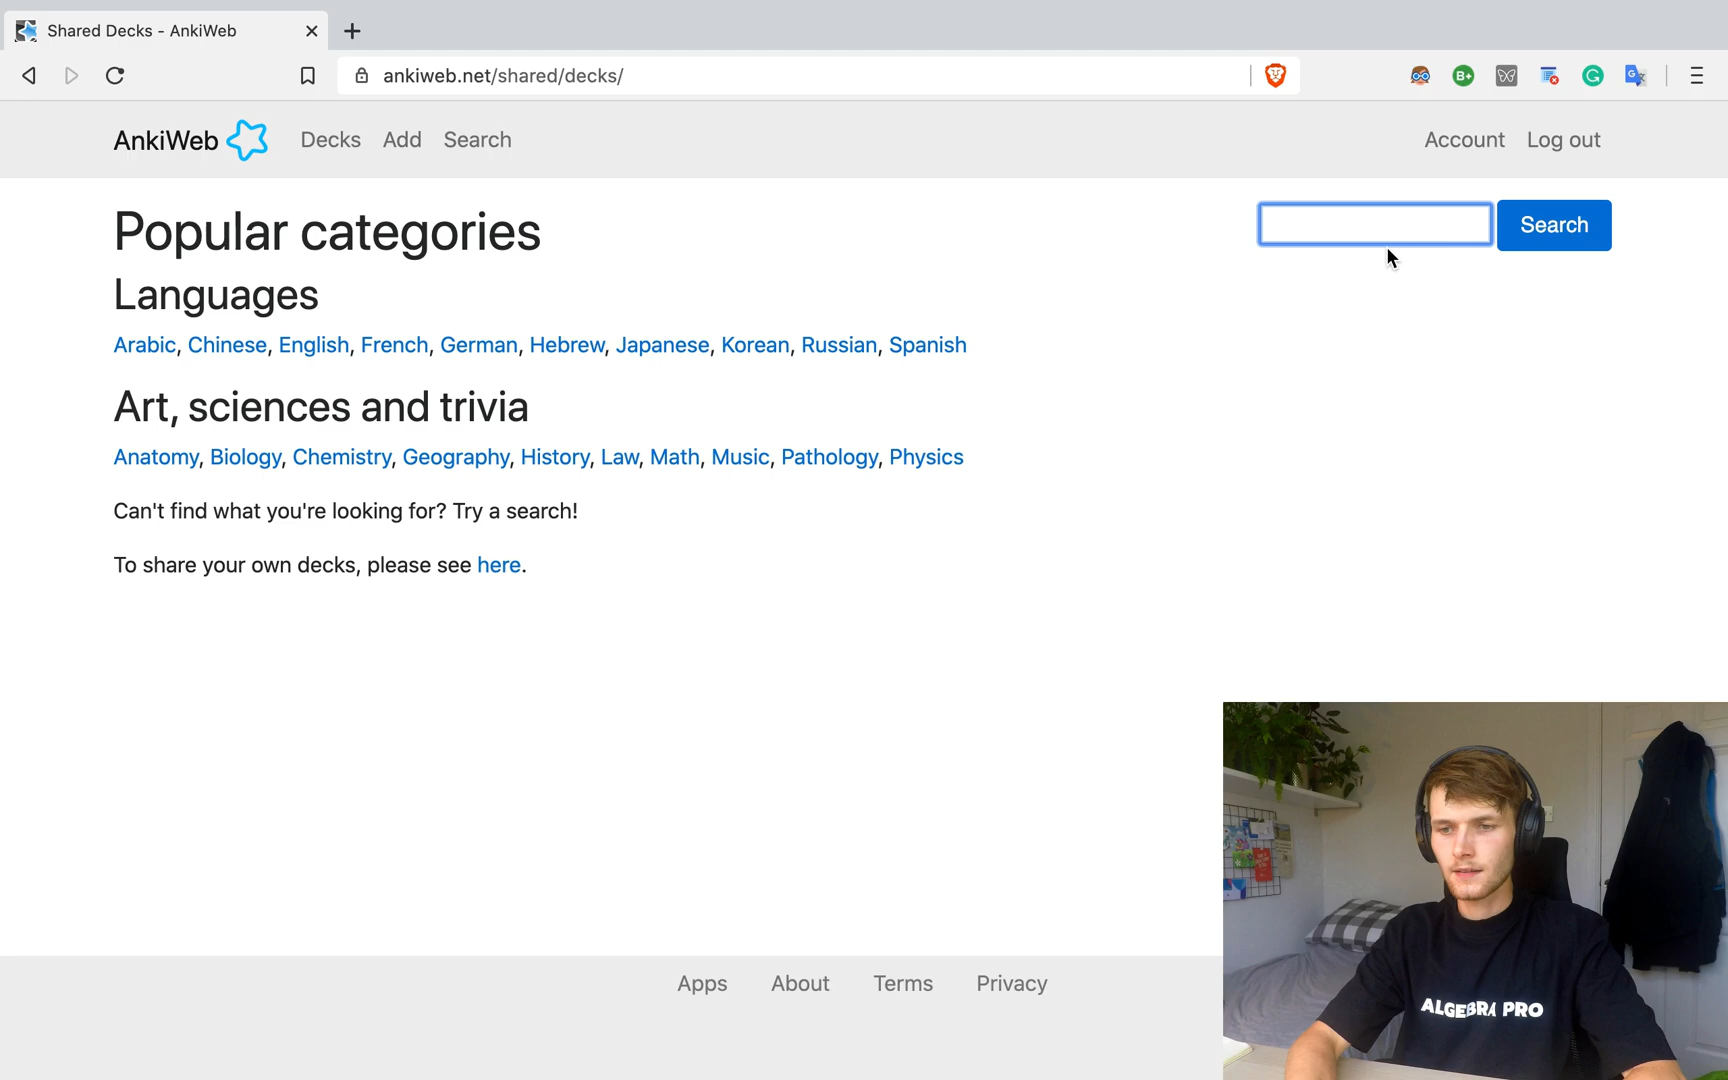 Shared Decks - AnkiWeb
ankiweb.net/shared/decks/
B+
G
AnkiWeb Decks Add Search Account Log out
Popular categories
Search
Languages
Arabic, Chinese, English, French, German, Hebrew, Japanese, Korean, Russian, Spanish
Art, sciences and trivia
Anatomy, Biology, Chemistry, Geography, History, Law, Math, Music, Pathology, Physics
Can't find what you're looking for? Try a search!
To share your own decks, please see here.
ALGEBRA PRO
Apps About Terms Privacy